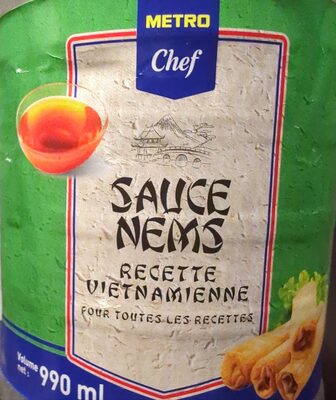 METRO
Chef
SAUCE
NEMS
RECETTE
VIETNAMIENNE
POUR TOUTES LES RECETTES
Volume
net : 990 ml